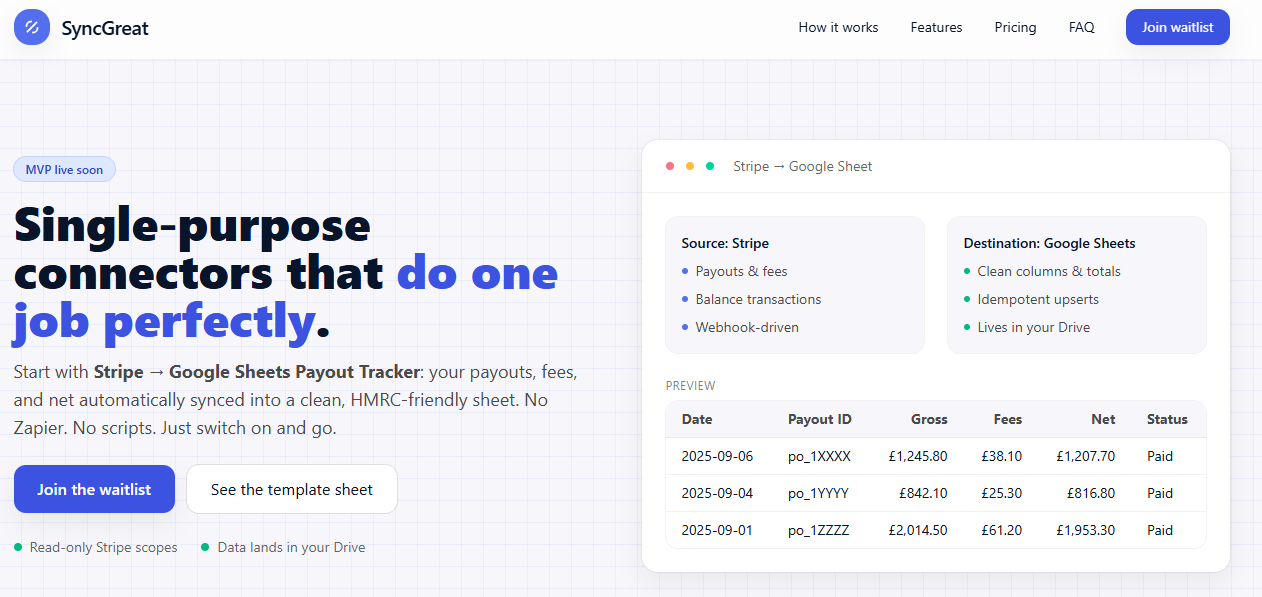 SyncGreat
How it works
Features
Pricing
FAQ
Join waitlist
MVP live soon
Single-purpose
connectors that do one
job perfectly.
Start with Stripe → Google Sheets Payout Tracker: your payouts, fees,
and net automatically synced into a clean, HMRC-friendly sheet. No
Zapier. No scripts. Just switch on and go.
Join the waitlist
See the template sheet
Read-only Stripe scopes
Data lands in your Drive
Stripe → Google Sheet
Source: Stripe
Payouts & fees
Balance transactions
Webhook-driven
Destination: Google Sheets
Clean columns & totals
Idempotent upserts
Lives in your Drive
PREVIEW
Date Payout ID Gross Fees Net Status
2025-09-06 po_1XXXX £1,245.80 £38.10 £1,207.70 Paid
2025-09-04 po_1YYYY £842.10 £25.30 £816.80 Paid
2025-09-01 po_1ZZZZ £2,014.50 £61.20 £1,953.30 Paid